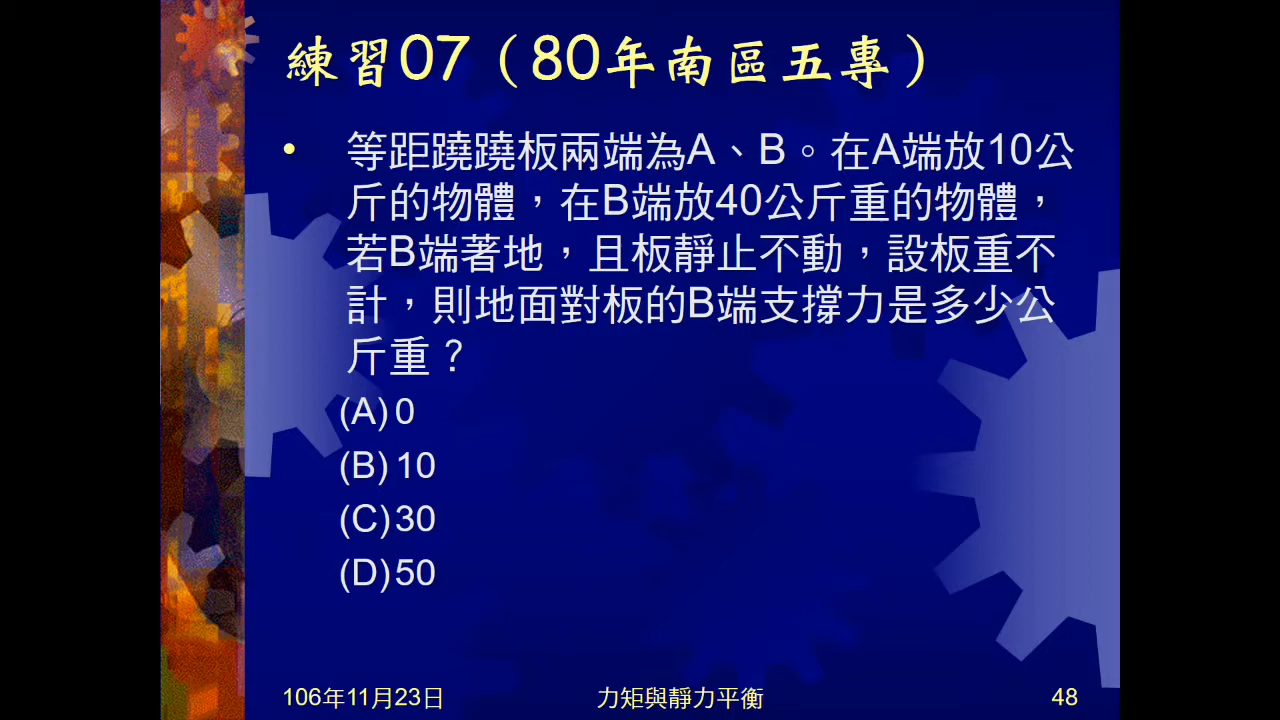 練習07（80年南區五專）
• 等距蹺蹺板兩端為A、B。在A端放10公
斤的物體，在B端放40公斤重的物體，
若B端著地，且板靜止不動，設板重不
計，則地面對板的B端支撐力是多少公
斤重？
(A) 0
(B) 10
(C) 30
(D) 50
106年11月23日 力矩與靜力平衡 48